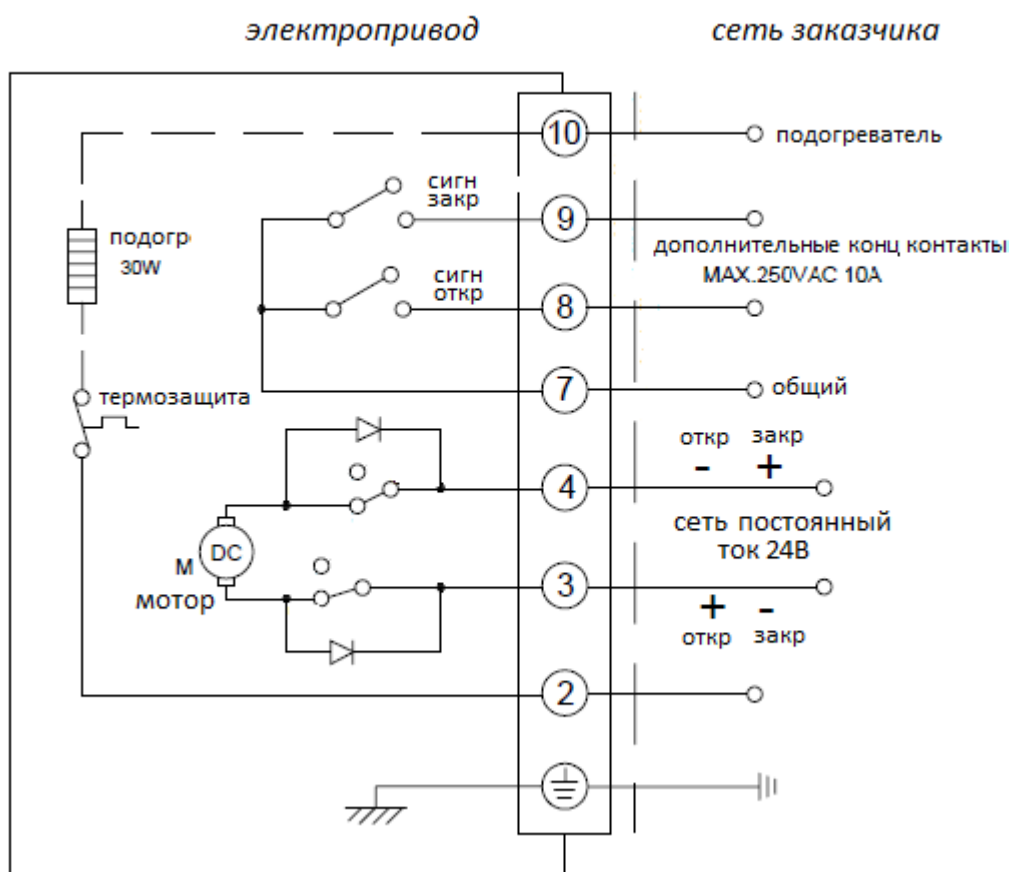 электропривод
сеть заказчика
10
подогреватель
сигн
закр
9
подогр
30W
дополнительные конц контакты
MAX.250VAC 10A
сигн
откр
8
7
общий
термозащита
откр закр
- +
4
сеть постоянный
ток 24В
DC
М
мотор
3
+ -
откр закр
2